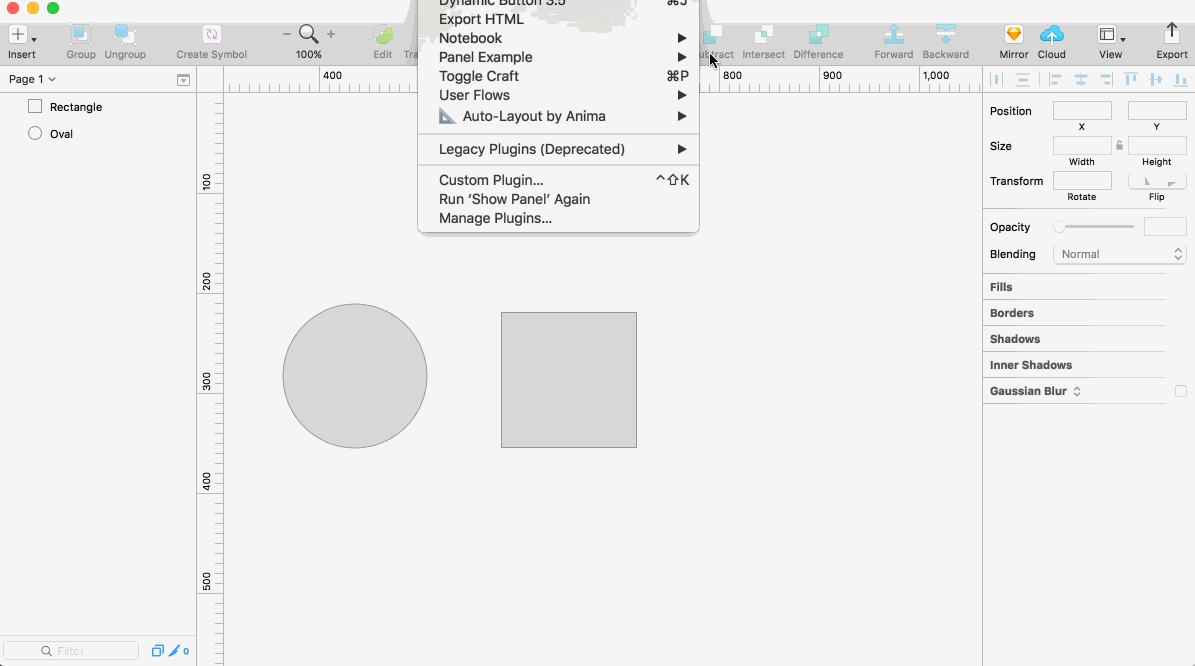 Dynamic Button 3.5 ⌘J
Export HTML
Notebook
Panel Example
Toggle Craft ⌘P
User Flows
Auto-Layout by Anima
Legacy Plugins (Deprecated)
Custom Plugin... ^⇧K
Run ‘Show Panel’ Again
Manage Plugins...
Insert
Group
Ungroup
Create Symbol
100%
Edit
Tra
ubtract
Intersect
Difference
Forward
Backward
Mirror
Cloud
View
Export
Page 1
Rectangle
Oval
400
800
900
1,000
100
200
300
400
500
Position
X
Y
Size
Width
Height
Transform
Rotate
Flip
Opacity
Blending
Normal
Fills
Borders
Shadows
Inner Shadows
Gaussian Blur
Filter
0